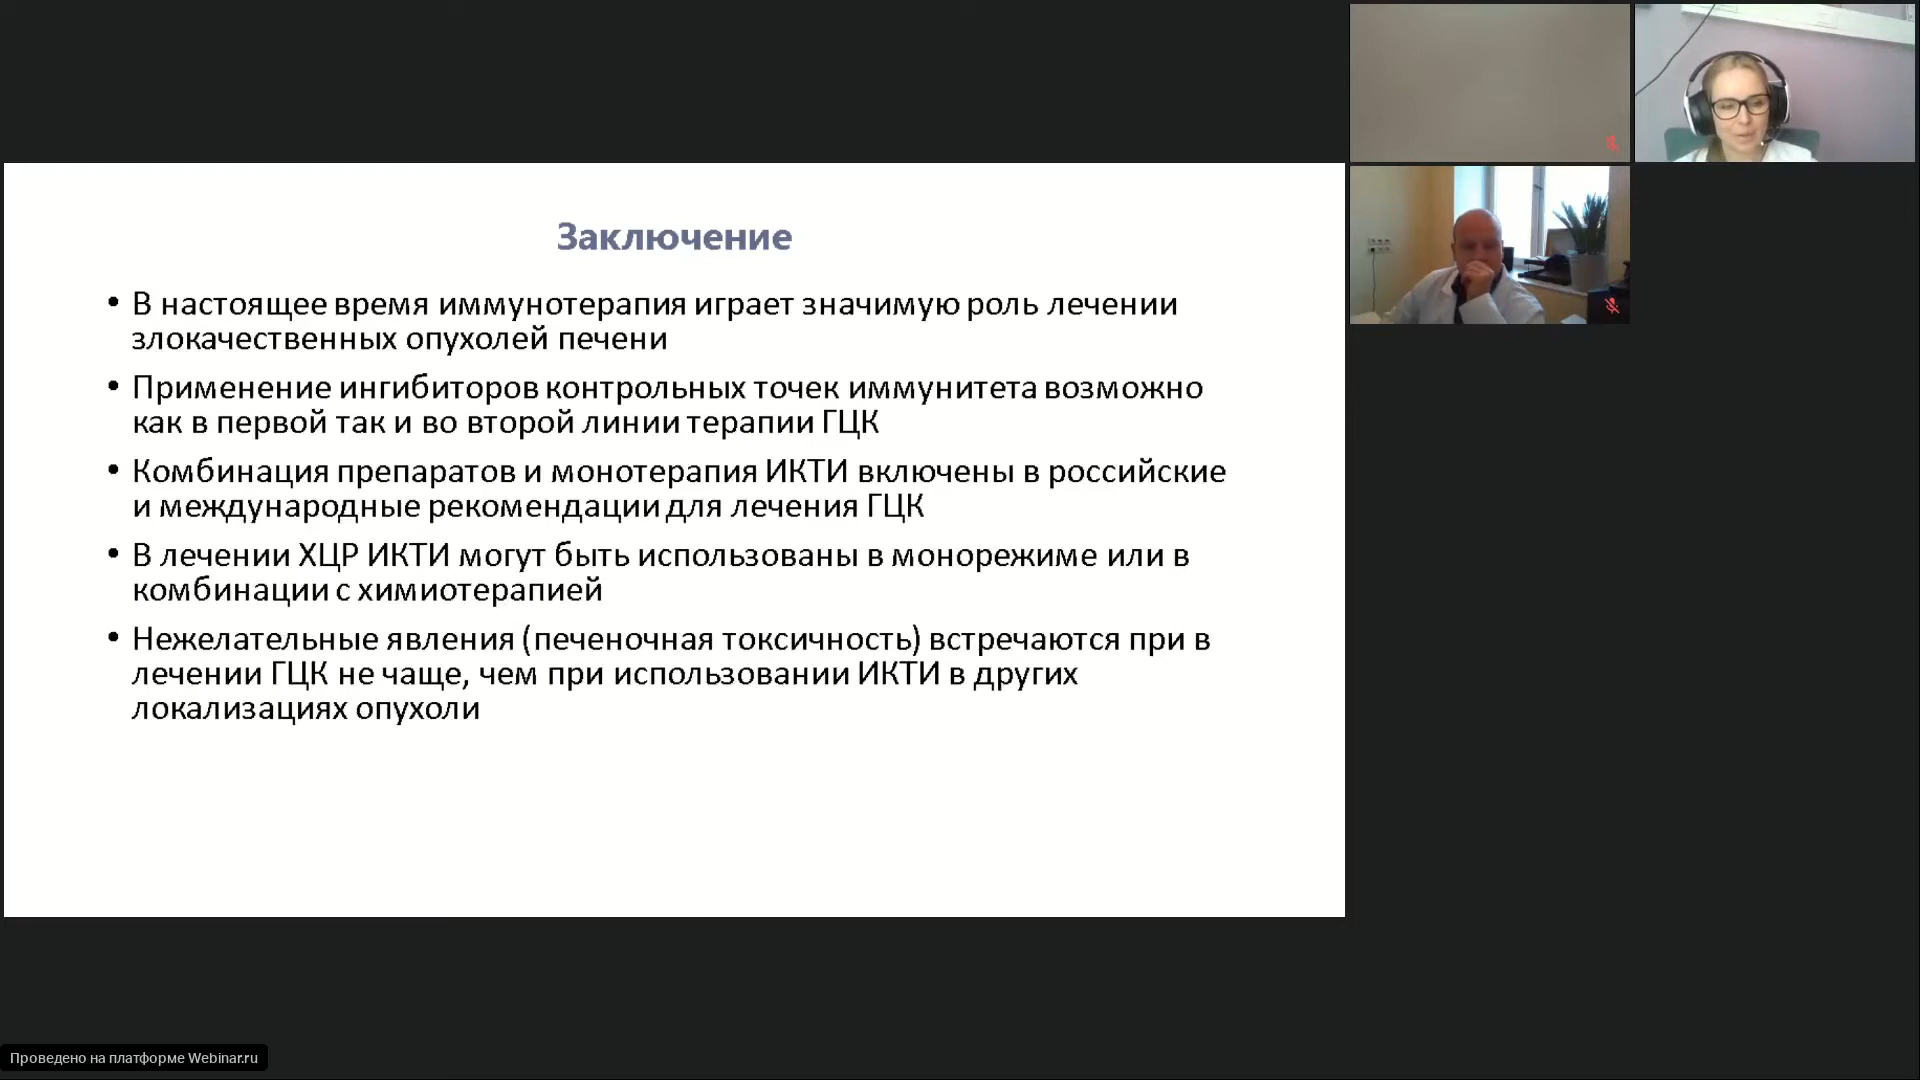 Заключение
• В настоящее время иммунотерапия играет значимую роль лечении
злокачественных опухолей печени
• Применение ингибиторов контрольных точек иммунитета возможно
как в первой так и во второй линии терапии ГЦК
• Комбинация препаратов и монотерапия ИКТИ включены в российские
и международные рекомендации для лечения ГЦК
• В лечении ХЦР ИКТИ могут быть использованы в монорежиме или в
комбинации с химиотерапией
• Нежелательные явления (печеночная токсичность) встречаются при в
лечении ГЦК не чаще, чем при использовании ИКТИ в других
локализациях опухоли
Проведено на платформе Webinar.ru